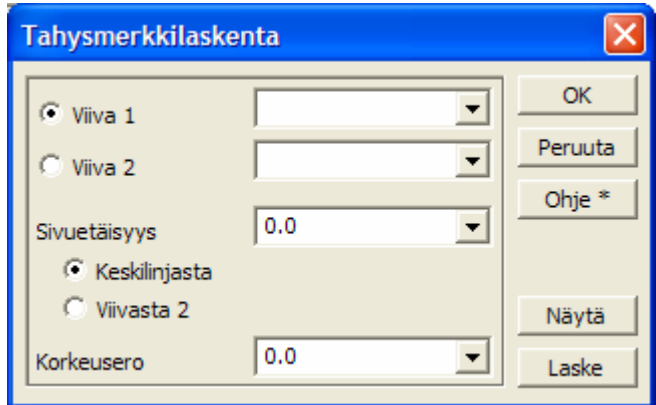 Tahysmerkkilaskenta
Viiva 1
OK
Viiva 2
Peruuta
Ohje *
Sivuetäisyys
0.0
Keskilinjasta
Viivasta 2
Näytä
Korkeusero
0.0
Laske